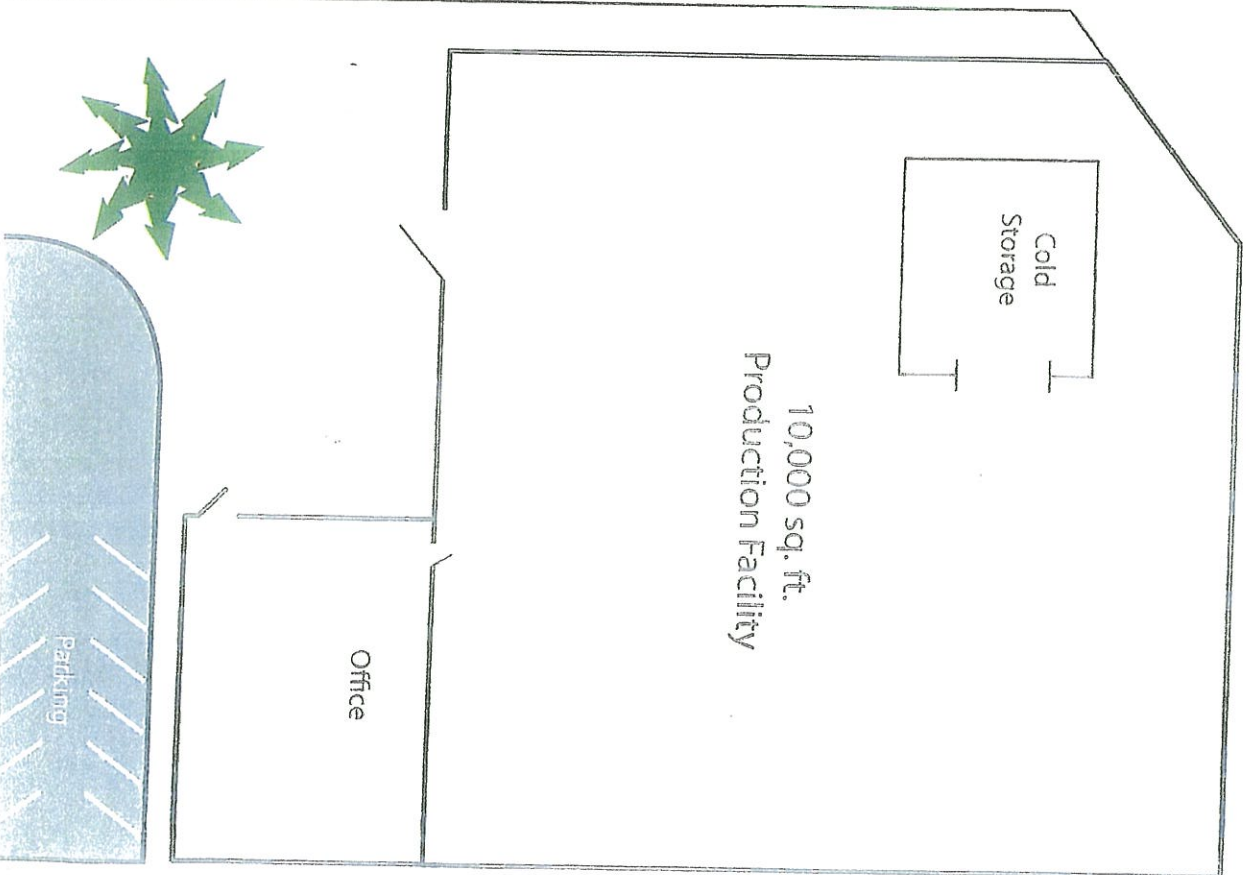 Cold
Storage
10,000 sq. ft.
Production Facility
Office
Parking